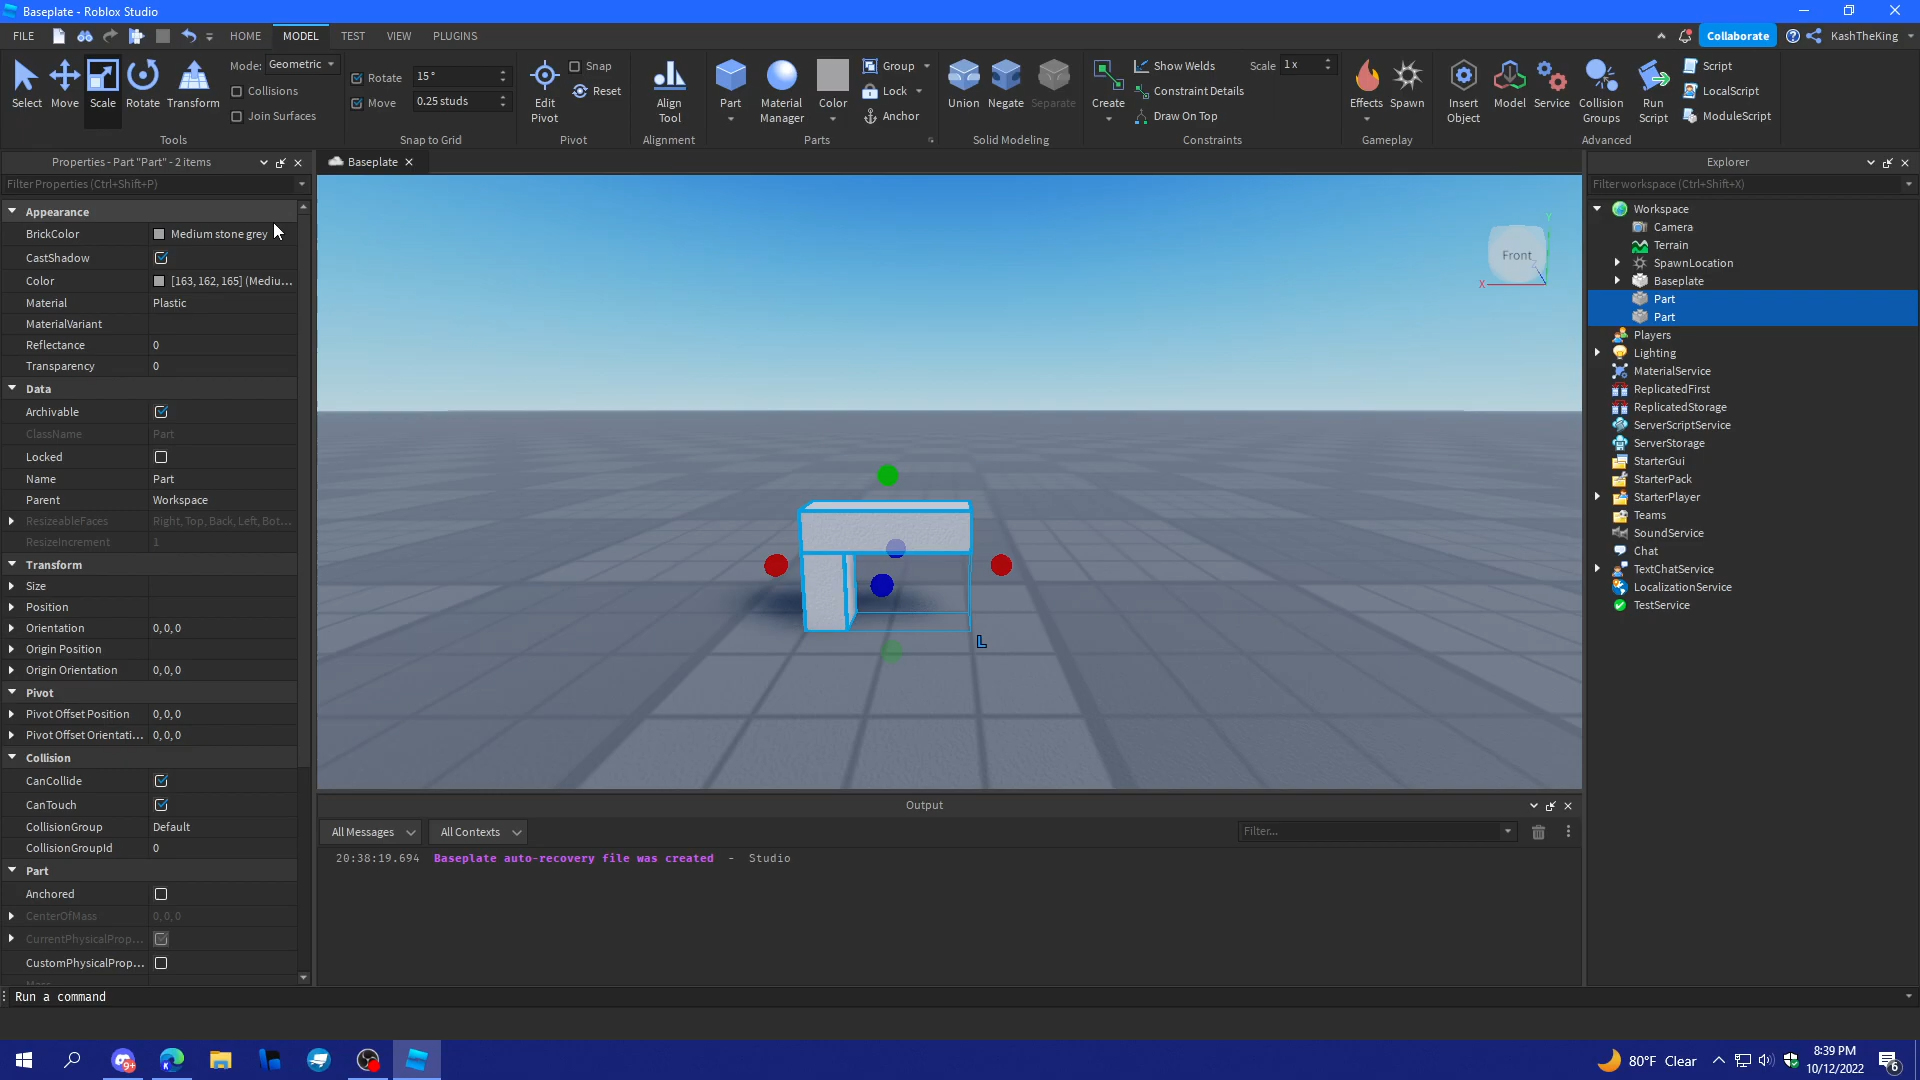 Baseplate - Roblox Studio
FILE HOME MODEL TEST VIEW PLUGINS Collaborate KashTheKing
Select Move Scale Rotate Transform
Mode: Geometric
Collisions
Join Surfaces
Tools
Rotate 15°
Move 0.25 studs
Snap to Grid
Edit Pivot
Snap
Reset
Pivot
Align Tool
Alignment
Part
Material Manager
Color
Group
Lock
Anchor
Parts
Union Negate Separate
Solid Modeling
Create
Show Welds
Constraint Details
Draw On Top
Scale 1x
Constraints
Effects Spawn
Gameplay
Insert Object
Model
Service
Collision Groups
Run Script
Script
LocalScript
ModuleScript
Advanced
Properties - Part "Part" - 2 items
Filter Properties (Ctrl+Shift+P)
Appearance
BrickColor Medium stone grey
CastShadow
Color [163, 162, 165] (Mediu...
Material Plastic
MaterialVariant
Reflectance 0
Transparency 0
Data
Archivable
ClassName Part
Locked
Name Part
Parent Workspace
ResizeableFaces Right, Top, Back, Left, Bot...
ResizeIncrement 1
Transform
Size
Position
Orientation 0, 0, 0
Origin Position
Origin Orientation 0, 0, 0
Pivot
Pivot Offset Position 0, 0, 0
Pivot Offset Orientati... 0, 0, 0
Collision
CanCollide
CanTouch
CollisionGroup Default
CollisionGroupId 0
Part
Anchored
CenterOfMass 0, 0, 0
CurrentPhysicalProp...
CustomPhysicalProp...
Baseplate
Y
Front
Z
X
L
Output
All Messages All Contexts Filter...
20:38:19.694 Baseplate auto-recovery file was created - Studio
Explorer
Filter workspace (Ctrl+Shift+X)
Workspace
Camera
Terrain
SpawnLocation
Baseplate
Part
Part
Players
Lighting
MaterialService
ReplicatedFirst
ReplicatedStorage
ServerScriptService
ServerStorage
StarterGui
StarterPack
StarterPlayer
Teams
SoundService
Chat
TextChatService
LocalizationService
TestService
Run a command
9+
80°F Clear
8:39 PM
10/12/2022
6